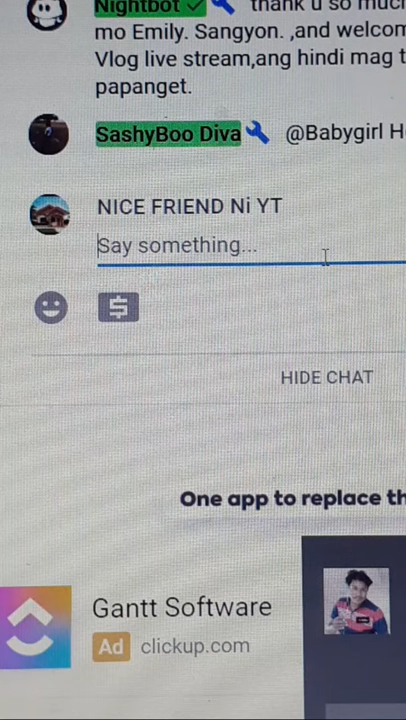 Nightbot thank u so much
mo Emily. Sangyon. ,and welcom
Vlog live stream,ang hindi mag t
papanget.
SashyBoo Diva @Babygirl H
NICE FRIEND Ni YT
Say something...
HIDE CHAT
One app to replace th
Gantt Software
Ad clickup.com